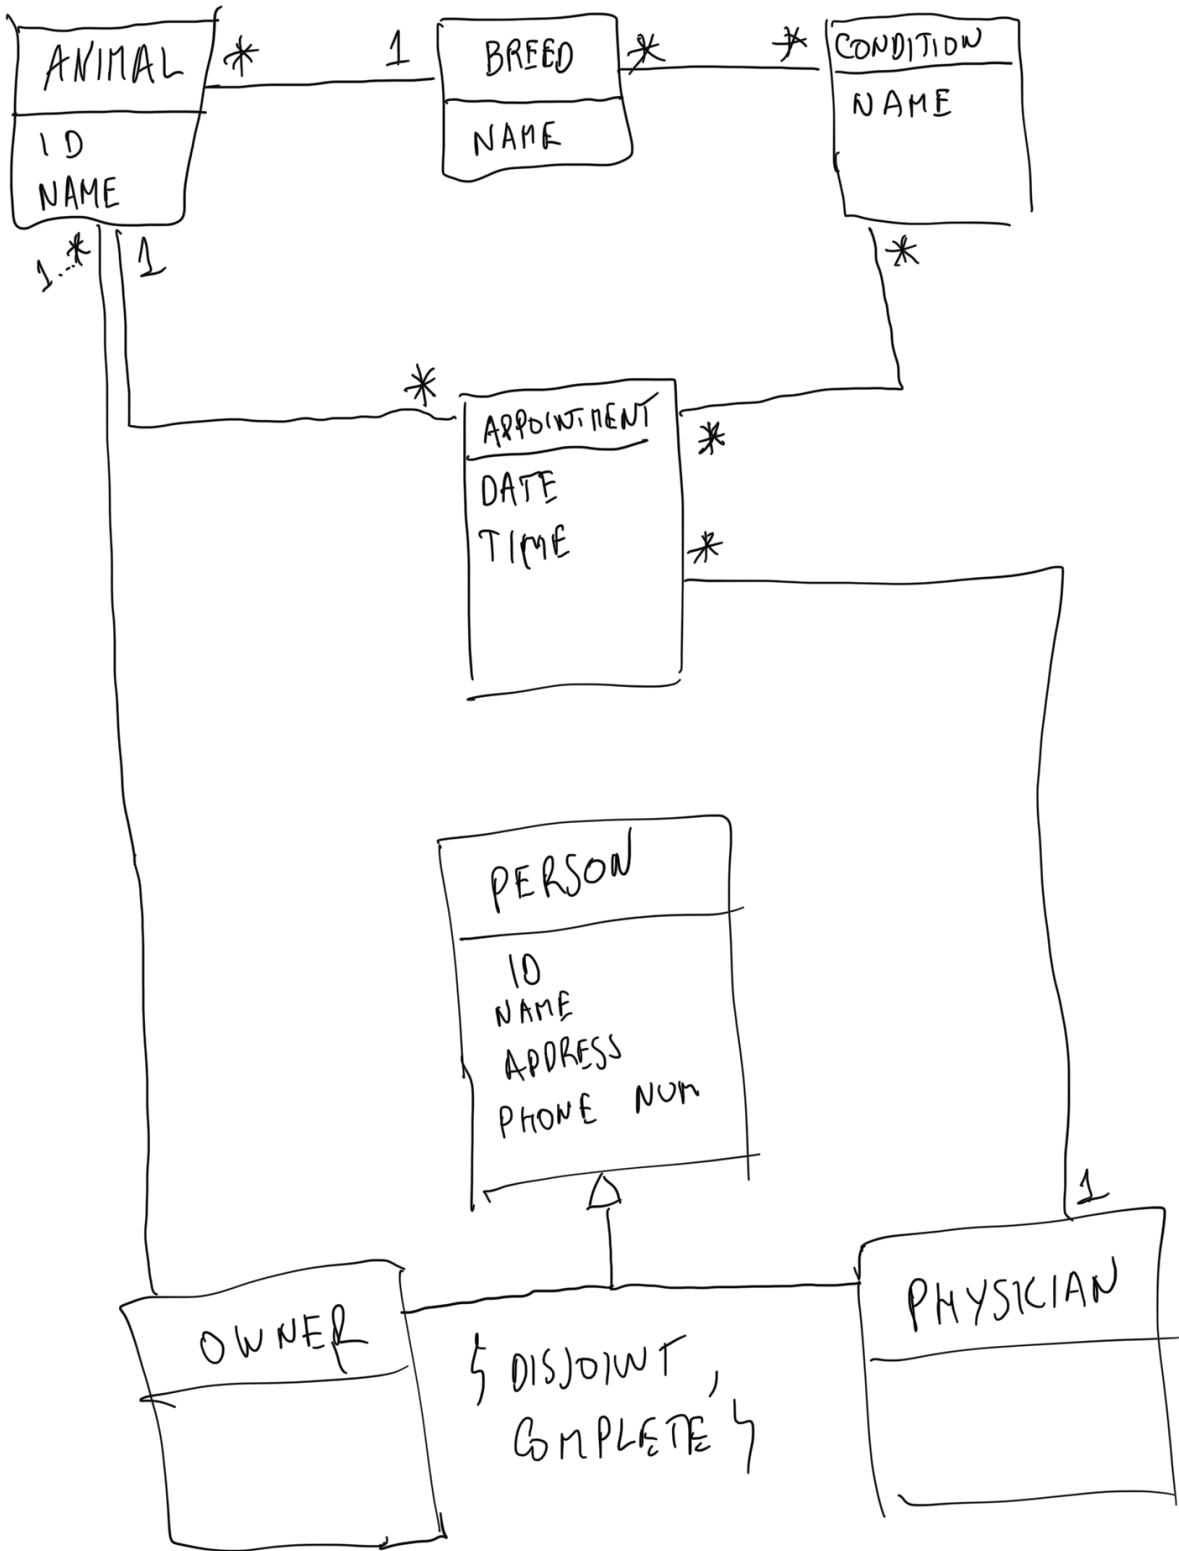 ANIMAL
ID
NAME
* 1
BREED
NAME
* *
CONDITION
NAME
1..*
1
*
*
APPOINTMENT
DATE
TIME
*
*
PERSON
ID
NAME
ADDRESS
PHONE NUM
1
OWNER
{ DISJOINT,
COMPLETE }
PHYSICIAN